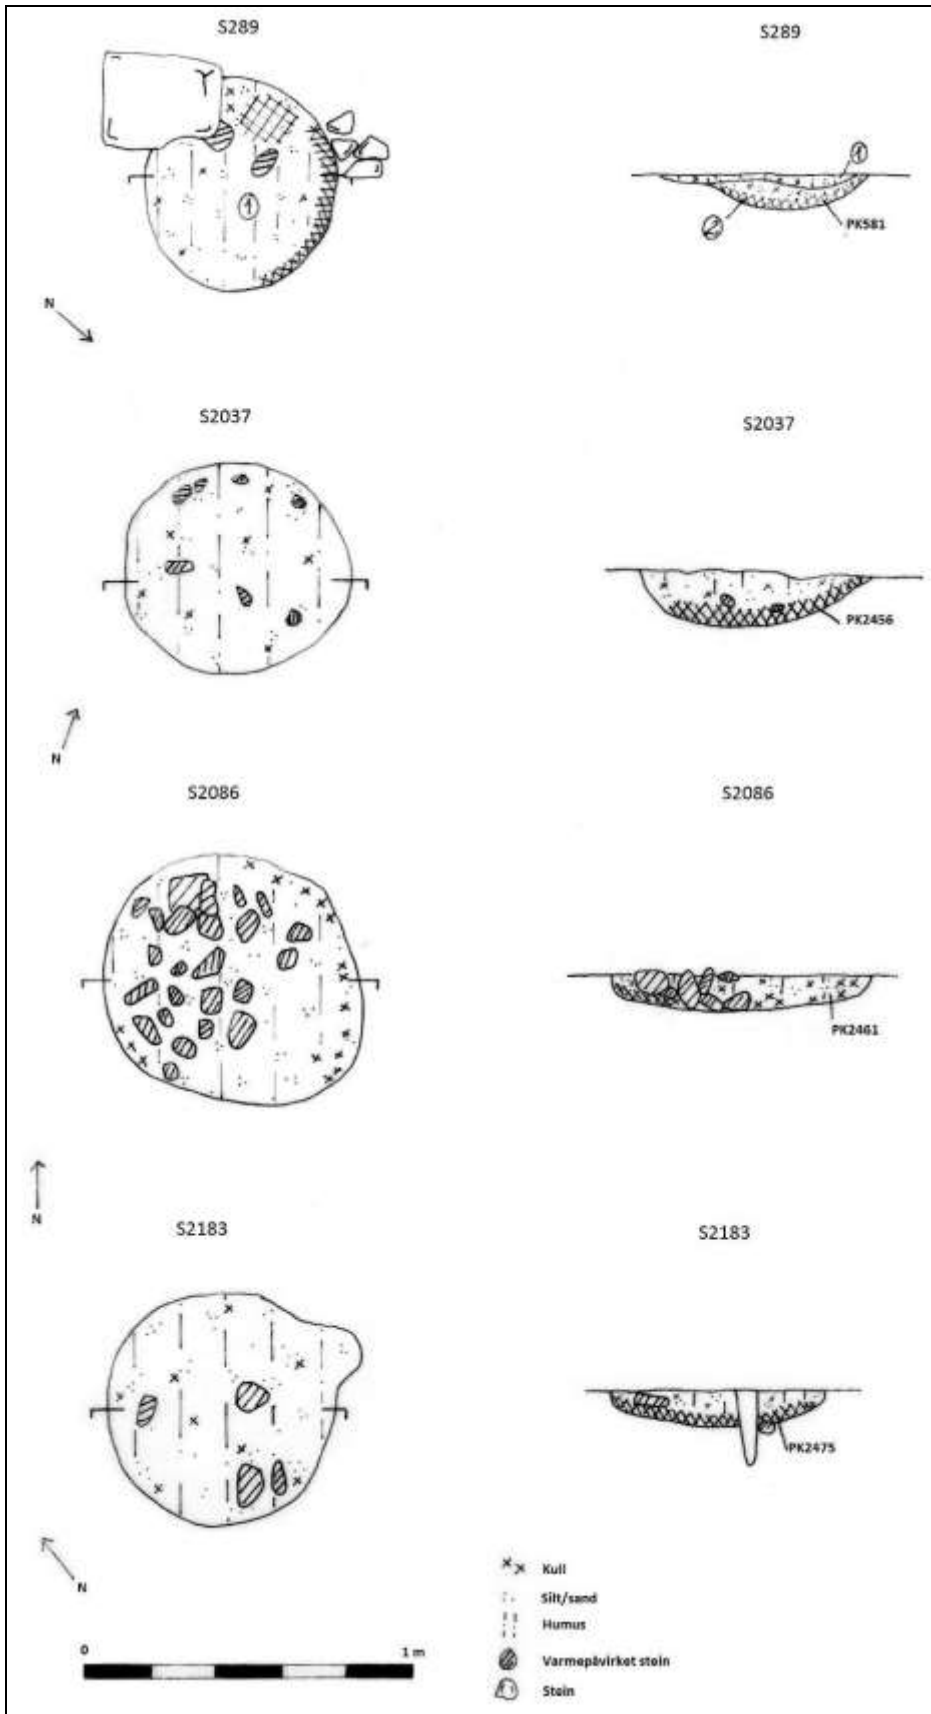 S289
S289
1
1
2
PK581
N
S2037
S2037
PK2456
N
S2086
S2086
PK2461
N
S2183
S2183
PK2475
N
Kull
Silt/sand
Humus
Varmepåvirket stein
Stein
0 1 m